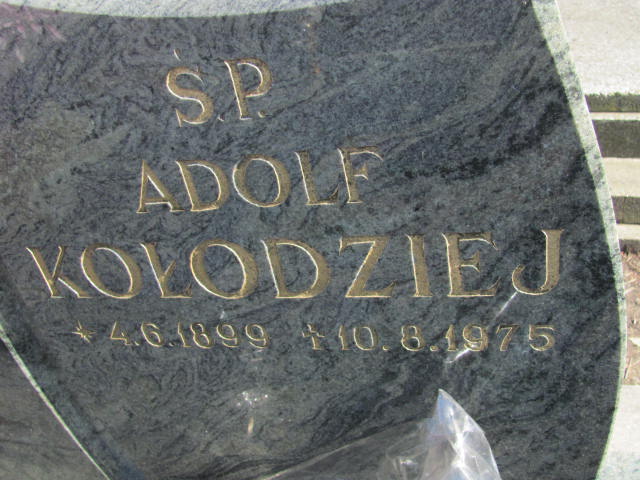 Ś.P.
ADOLF
KOŁODZIEJ
* 4.6.1899 ✝ 10.8.1975